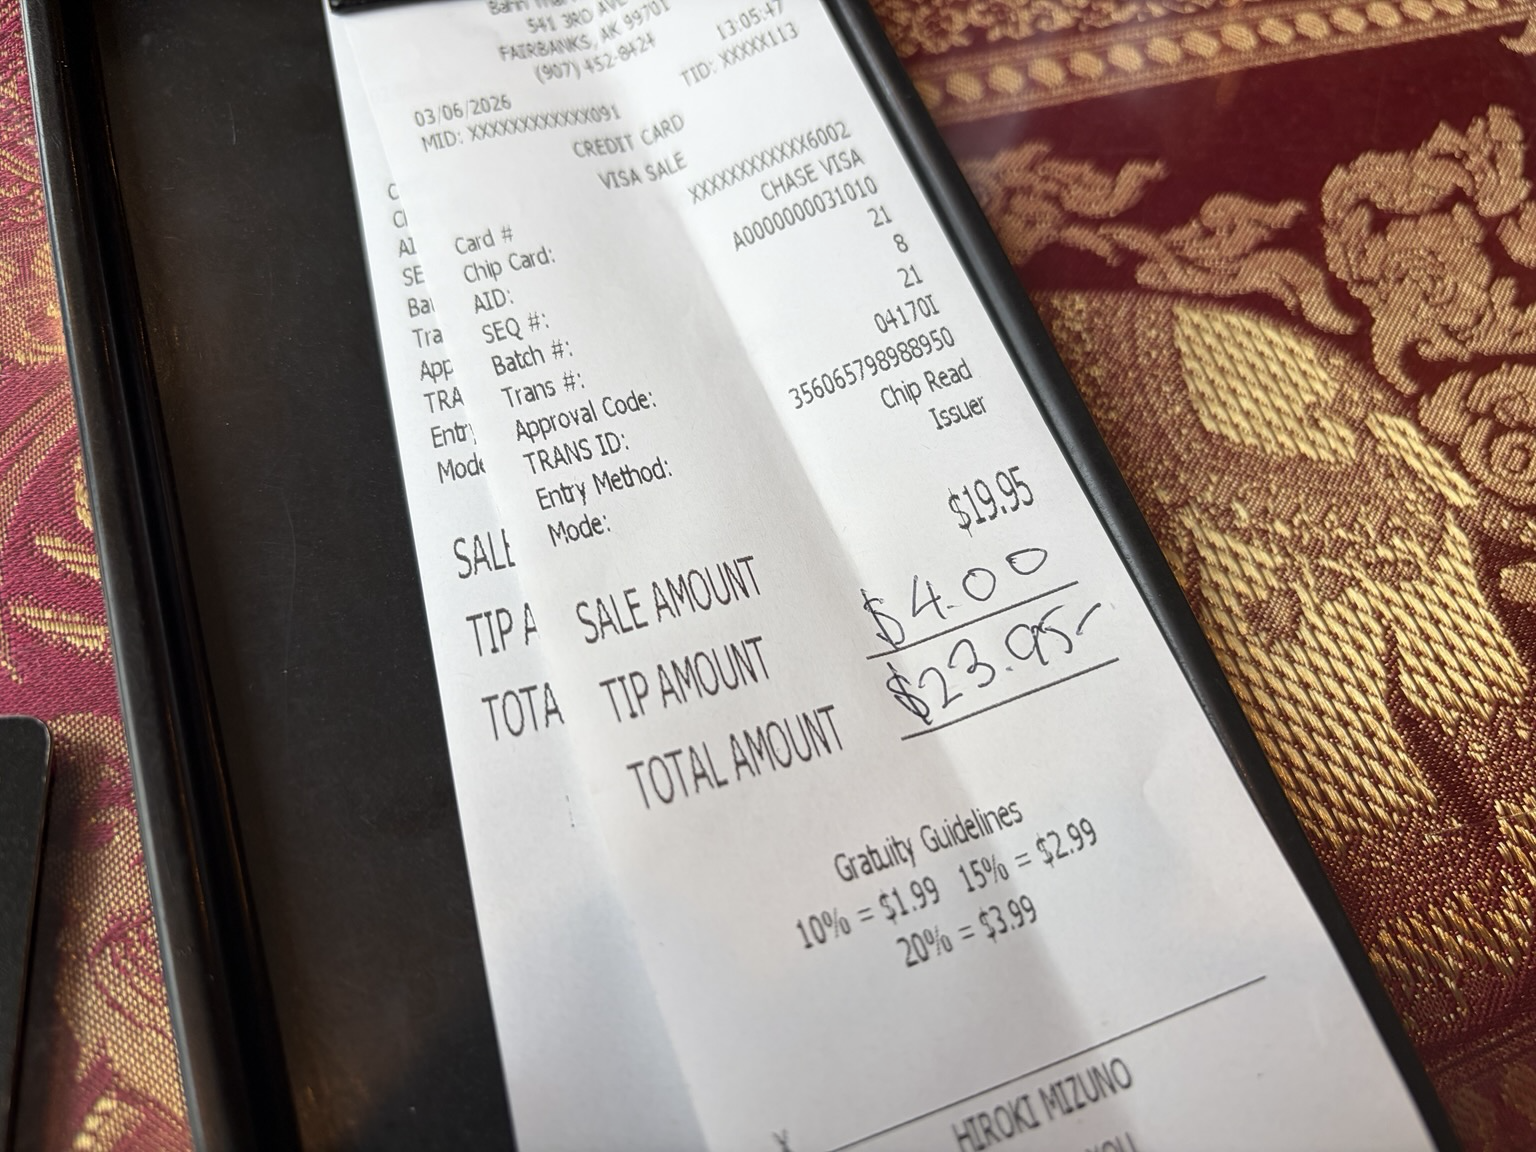 541 3RD AVE
FAIRBANKS, AK 99701
(907) 452-8424
03/06/2026 13:05:47
MID: XXXXXXXXXXXX091 TID: XXXXX113
CREDIT CARD
VISA SALE
Card # XXXXXXXXXXXX6002
Chip Card: CHASE VISA
AID: A0000000031010
SEQ #: 21
Batch #: 8
Trans #: 21
Approval Code: 04170I
TRANS ID: 356065798988950
Entry Method: Chip Read
Mode: Issuer
SALE AMOUNT $19.95
TIP AMOUNT $4.00
TOTAL AMOUNT $23.95
Gratuity Guidelines
10% = $1.99 15% = $2.99
20% = $3.99
HIROKI MIZUNO